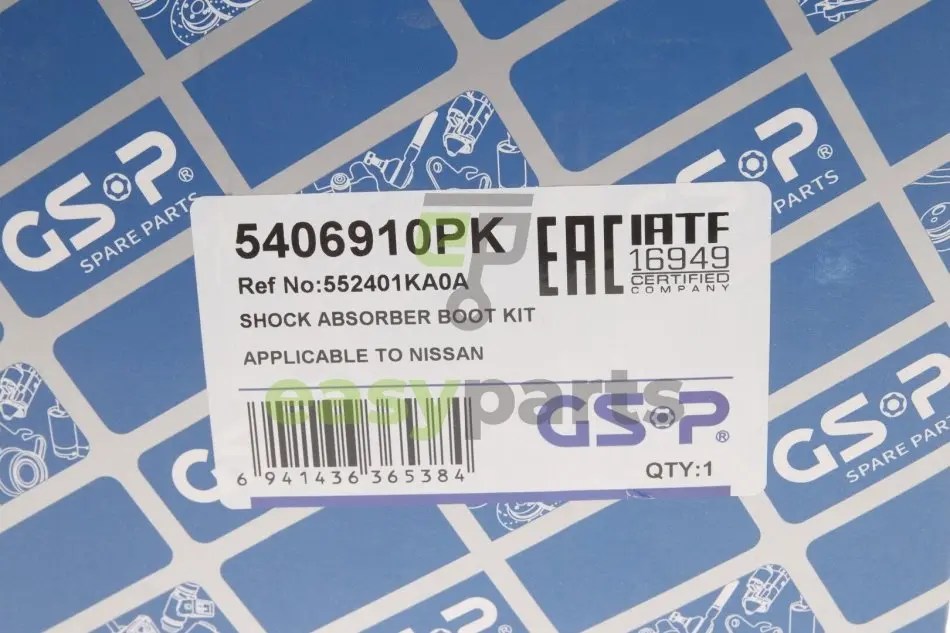 GSP®
SPARE PARTS
GSP®
SPARE PARTS
5406910PK
EAC
IATF
16949
CERTIFIED
COMPANY
Ref No:552401KA0A
SHOCK ABSORBER BOOT KIT
APPLICABLE TO NISSAN
easyparts
GSP®
6 941436 365384
QTY:1
GSP
SPARE PARTS